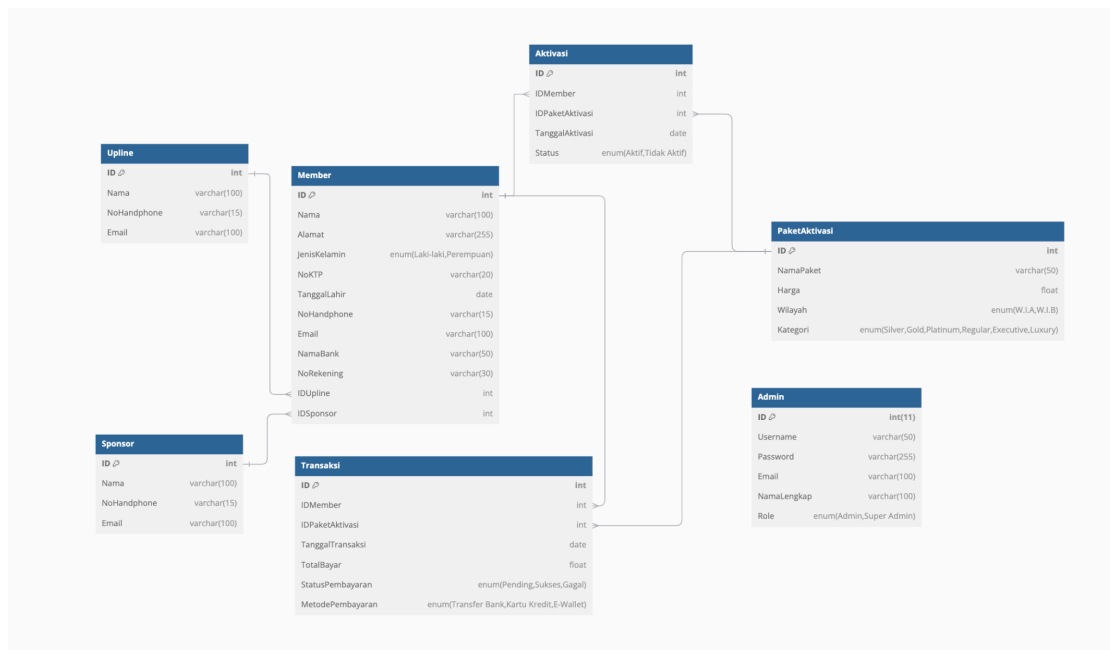 Aktivasi
ID int
IDMember int
IDPaketAktivasi int
TanggalAktivasi date
Status enum(Aktif,Tidak Aktif)
Upline
ID int
Nama varchar(100)
NoHandphone varchar(15)
Email varchar(100)
Member
ID int
Nama varchar(100)
Alamat varchar(255)
JenisKelamin enum(Laki-laki,Perempuan)
NoKTP varchar(20)
TanggalLahir date
NoHandphone varchar(15)
Email varchar(100)
NamaBank varchar(50)
NoRekening varchar(30)
IDUpline int
IDSponsor int
PaketAktivasi
ID int
NamaPaket varchar(50)
Harga float
Wilayah enum(W.I.A,W.I.B)
Kategori enum(Silver,Gold,Platinum,Regular,Executive,Luxury)
Admin
ID int(11)
Username varchar(50)
Password varchar(255)
Email varchar(100)
NamaLengkap varchar(100)
Role enum(Admin,Super Admin)
Sponsor
ID int
Nama varchar(100)
NoHandphone varchar(15)
Email varchar(100)
Transaksi
ID int
IDMember int
IDPaketAktivasi int
TanggalTransaksi date
TotalBayar float
StatusPembayaran enum(Pending,Sukses,Gagal)
MetodePembayaran enum(Transfer Bank,Kartu Kredit,E-Wallet)